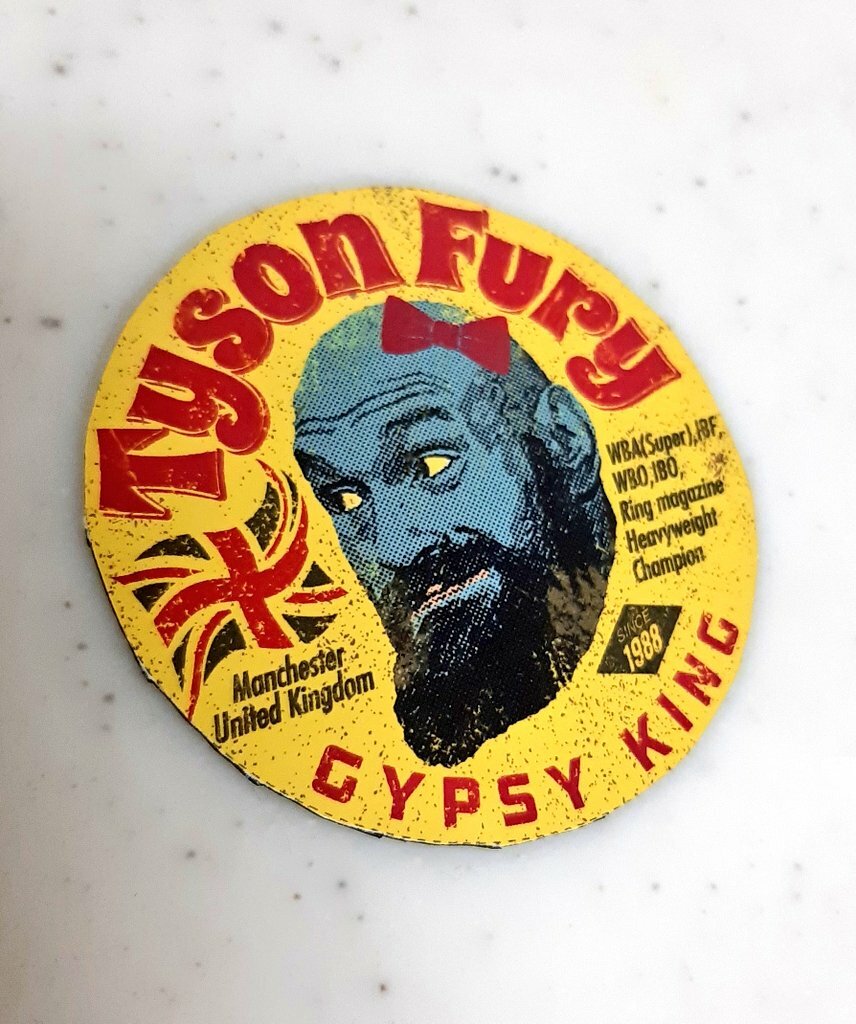 Tyson Fury
WBA(Super),IBF,
WBO,IBO,
Ring magazine
Heavyweight
Champion
SINCE
1988
Manchester
United Kingdom
GYPSY KING